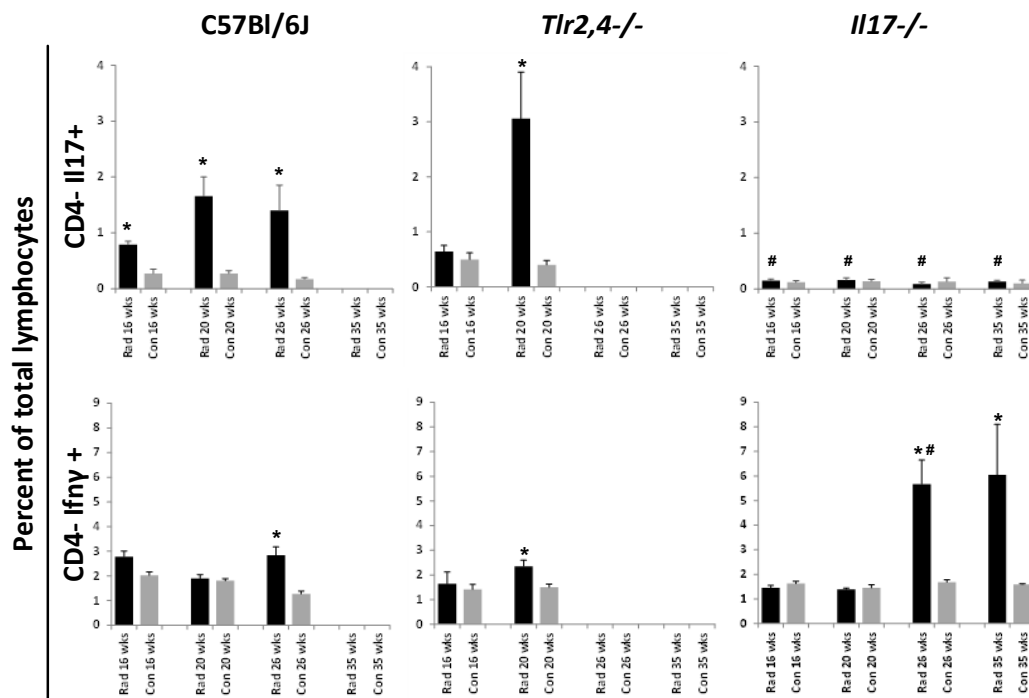 C57Bl/6J
Tlr2,4-/-
Il17-/-
Percent of total lymphocytes
CD4- Il17+
4
3
2
1
0
*
*
*
Rad 16 wks
Con 16 wks
Rad 20 wks
Con 20 wks
Rad 26 wks
Con 26 wks
Rad 35 wks
Con 35 wks
4
3
2
1
0
*
Rad 16 wks
Con 16 wks
Rad 20 wks
Con 20 wks
Rad 26 wks
Con 26 wks
Rad 35 wks
Con 35 wks
4
3
2
1
0
#
#
#
#
Rad 16 wks
Con 16 wks
Rad 20 wks
Con 20 wks
Rad 26 wks
Con 26 wks
Rad 35 wks
Con 35 wks
CD4- Ifnγ +
9
8
7
6
5
4
3
2
1
0
*
Rad 16 wks
Con 16 wks
Rad 20 wks
Con 20 wks
Rad 26 wks
Con 26 wks
Rad 35 wks
Con 35 wks
9
8
7
6
5
4
3
2
1
0
*
Rad 16 wks
Con 16 wks
Rad 20 wks
Con 20 wks
Rad 26 wks
Con 26 wks
Rad 35 wks
Con 35 wks
9
8
7
6
5
4
3
2
1
0
* #
*
Rad 16 wks
Con 16 wks
Rad 20 wks
Con 20 wks
Rad 26 wks
Con 26 wks
Rad 35 wks
Con 35 wks